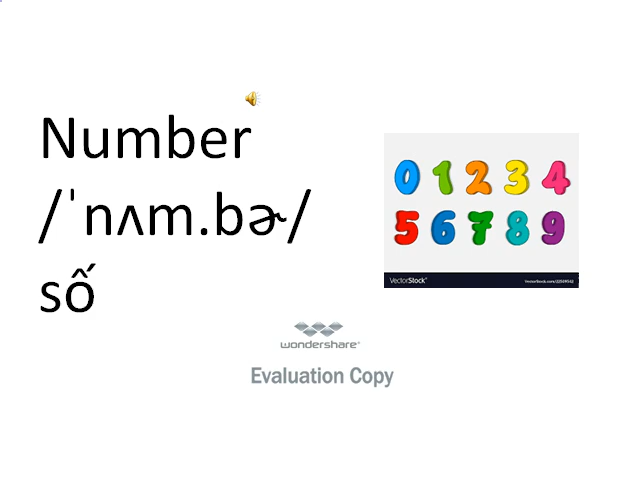 Number
/ˈnʌm.bɚ/
số
0 1 2 3 4
5 6 7 8 9
VectorStock®
wondershare®
Evaluation Copy